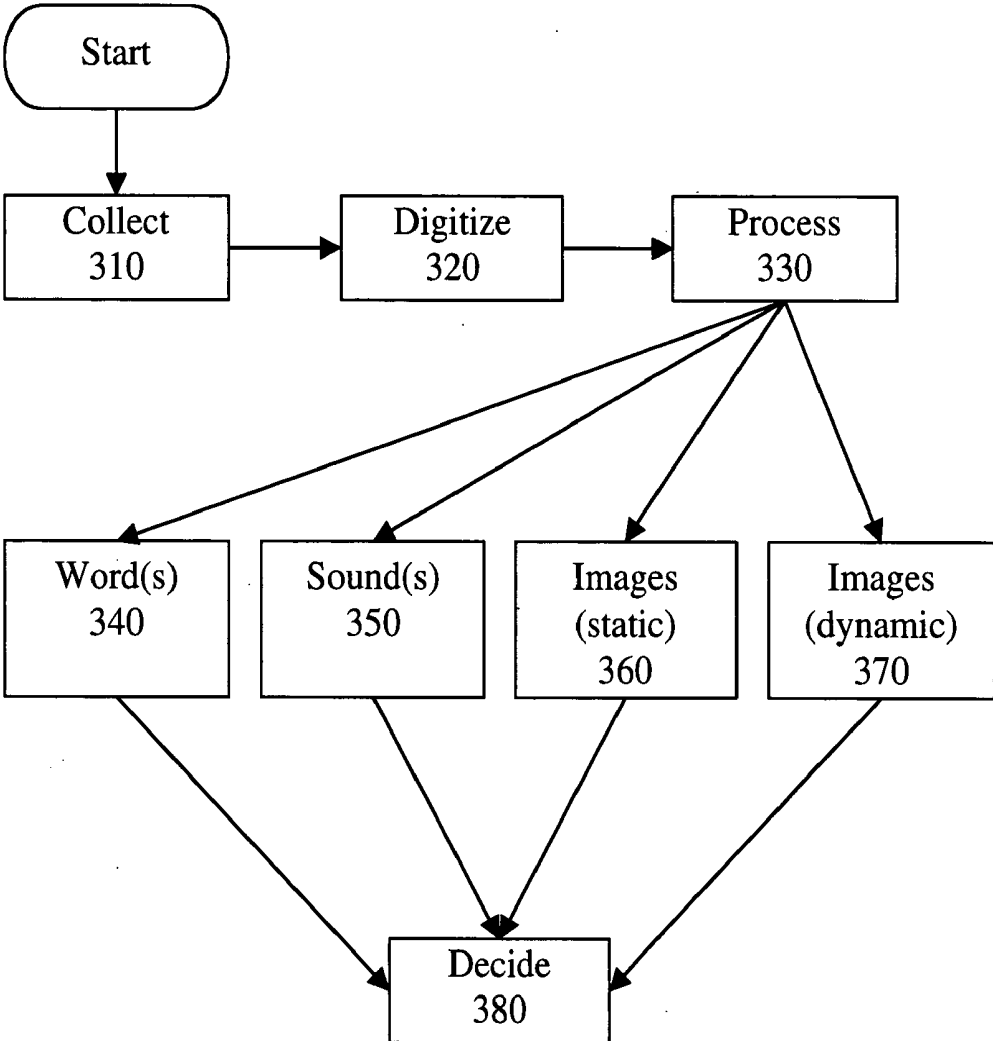 Start
Collect
310
Digitize
320
Process
330
Word(s)
340
Sound(s)
350
Images
(static)
360
Images
(dynamic)
370
Decide
380